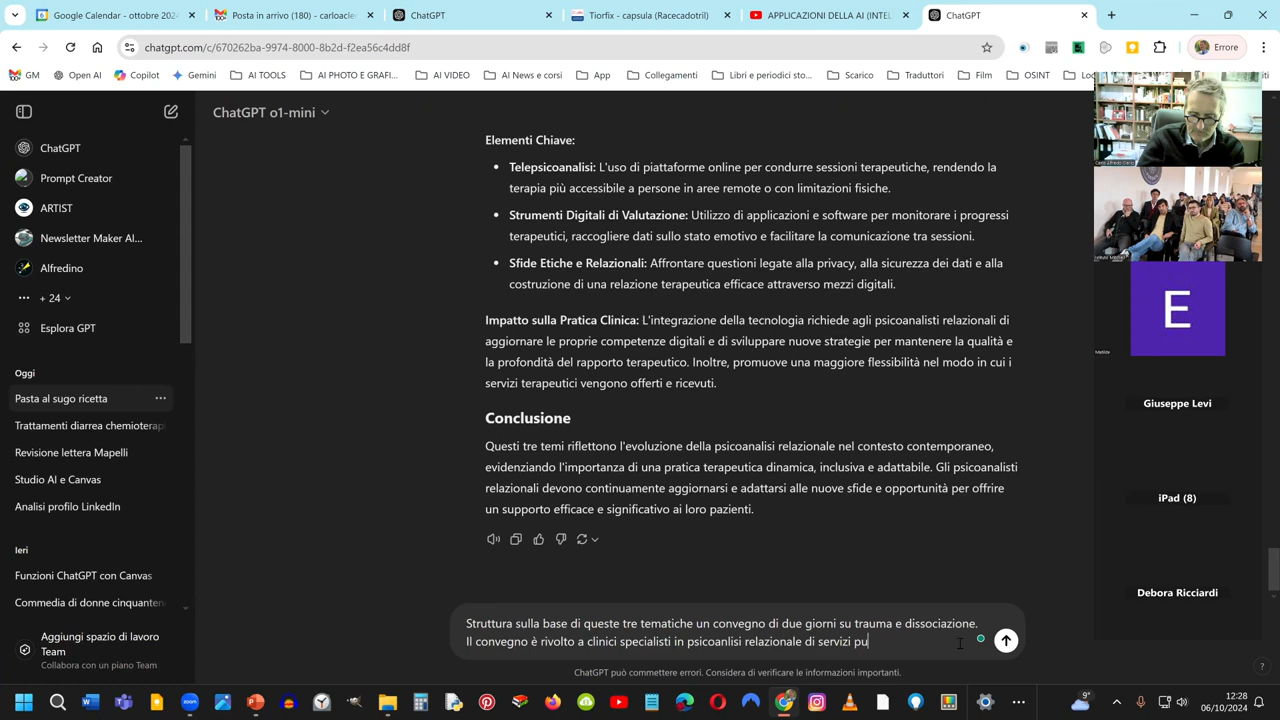 Google Calendar - ottobre 2024
Posta in arrivo (180) - carloacler
ChatGPT
Tiorfix - capsula (Racecadotril)
APPLICAZIONI DELLA AI (INTEL
ChatGPT
chatgpt.com/c/670262ba-9974-8000-8b2d-f2ea56c4dd8f
Errore
GM
Open AI
Copilot
Gemini
AI TOOLS
AI PHOTO E GRAFI...
AI VIDEO
AI News e corsi
App
Collegamenti
Libri e periodici sto...
Scarico
Traduttori
Film
OSINT
ChatGPT o1-mini
ChatGPT
Prompt Creator
ARTIST
Newsletter Maker AI...
Alfredino
+ 24
Esplora GPT
Oggi
Pasta al sugo ricetta
Trattamenti diarrea chemioterap
Revisione lettera Mapelli
Studio AI e Canvas
Analisi profilo LinkedIn
Ieri
Funzioni ChatGPT con Canvas
Commedia di donne cinquanten
Aggiungi spazio di lavoro
Team
Collabora con un piano Team
Elementi Chiave:
• Telepsicoanalisi: L'uso di piattaforme online per condurre sessioni terapeutiche, rendendo la
terapia più accessibile a persone in aree remote o con limitazioni fisiche.
• Strumenti Digitali di Valutazione: Utilizzo di applicazioni e software per monitorare i progressi
terapeutici, raccogliere dati sullo stato emotivo e facilitare la comunicazione tra sessioni.
• Sfide Etiche e Relazionali: Affrontare questioni legate alla privacy, alla sicurezza dei dati e alla
costruzione di una relazione terapeutica efficace attraverso mezzi digitali.
Impatto sulla Pratica Clinica: L'integrazione della tecnologia richiede agli psicoanalisti relazionali di
aggiornare le proprie competenze digitali e di sviluppare nuove strategie per mantenere la qualità e
la profondità del rapporto terapeutico. Inoltre, promuove una maggiore flessibilità nel modo in cui i
servizi terapeutici vengono offerti e ricevuti.
Conclusione
Questi tre temi riflettono l'evoluzione della psicoanalisi relazionale nel contesto contemporaneo,
evidenziando l'importanza di una pratica terapeutica dinamica, inclusiva e adattabile. Gli psicoanalisti
relazionali devono continuamente aggiornarsi e adattarsi alle nuove sfide e opportunità per offrire
un supporto efficace e significativo ai loro pazienti.
Struttura sulla base di queste tre tematiche un convegno di due giorni su trauma e dissociazione.
Il convegno è rivolto a clinici specialisti in psicoanlisi relazionale di servizi pu
ChatGPT può commettere errori. Considera di verificare le informazioni importanti.
E
Matilde
Giuseppe Levi
iPad (8)
Debora Ricciardi
9°
12:28
06/10/2024